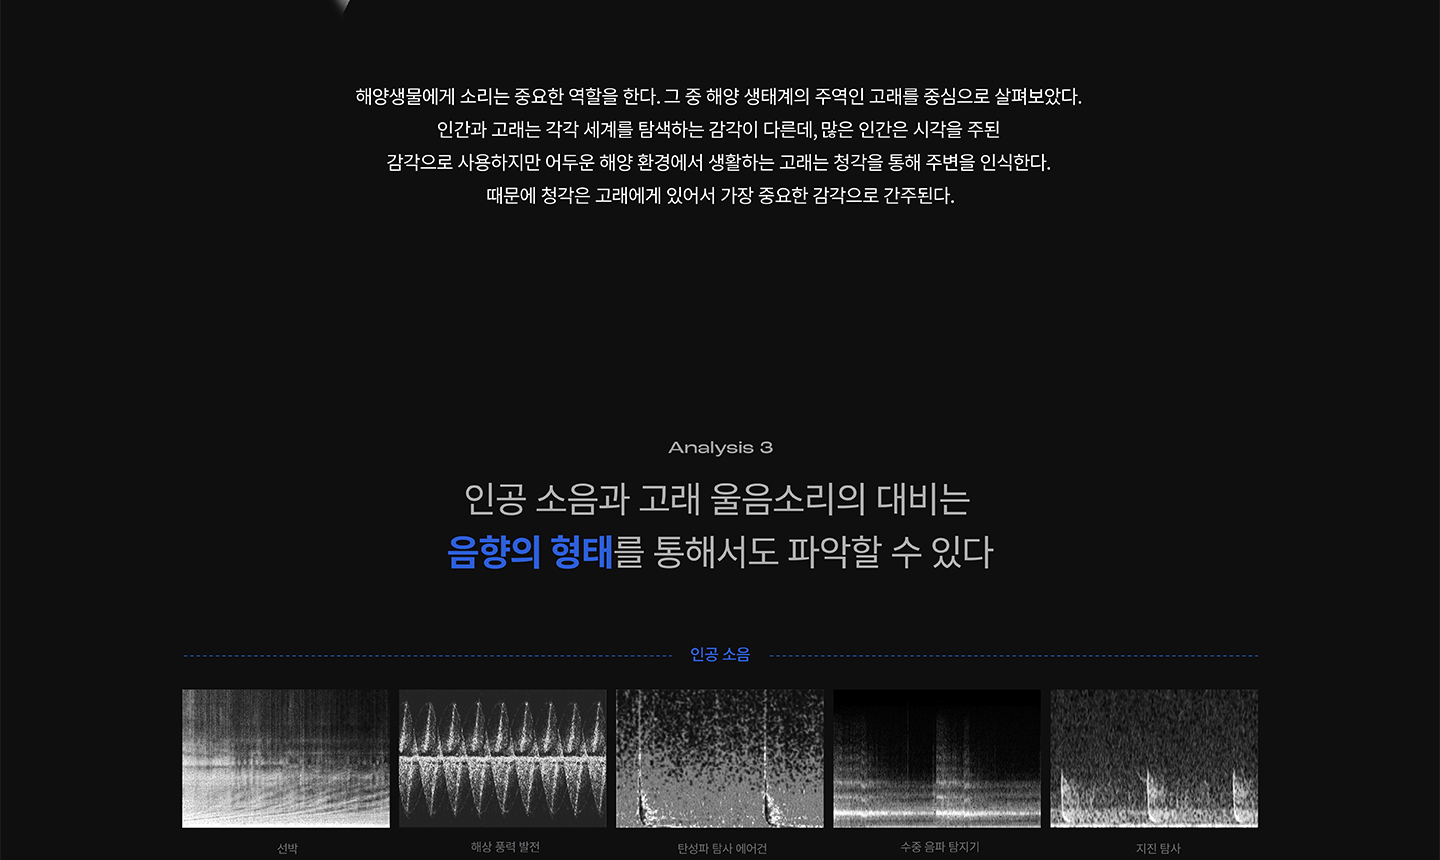 해양생물에게 소리는 중요한 역할을 한다. 그 중 해양 생태계의 주역인 고래를 중심으로 살펴보았다.
인간과 고래는 각각 세계를 탐색하는 감각이 다른데, 많은 인간은 시각을 주된
감각으로 사용하지만 어두운 해양 환경에서 생활하는 고래는 청각을 통해 주변을 인식한다.
때문에 청각은 고래에게 있어서 가장 중요한 감각으로 간주된다.
Analysis 3
인공 소음과 고래 울음소리의 대비는
음향의 형태를 통해서도 파악할 수 있다
인공 소음
선박
해상 풍력 발전
탄성파 탐사 에어건
수중 음파 탐지기
지진 탐사